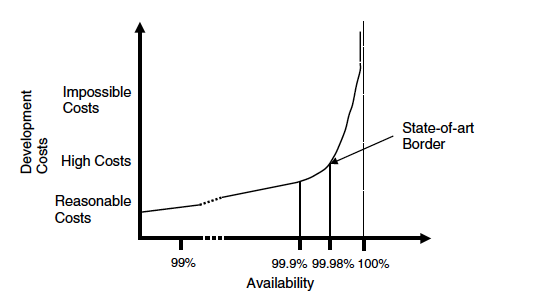 Development
Costs
Impossible
Costs
High Costs
Reasonable
Costs
State-of-art
Border
99%
99.9% 99.98% 100%
Availability